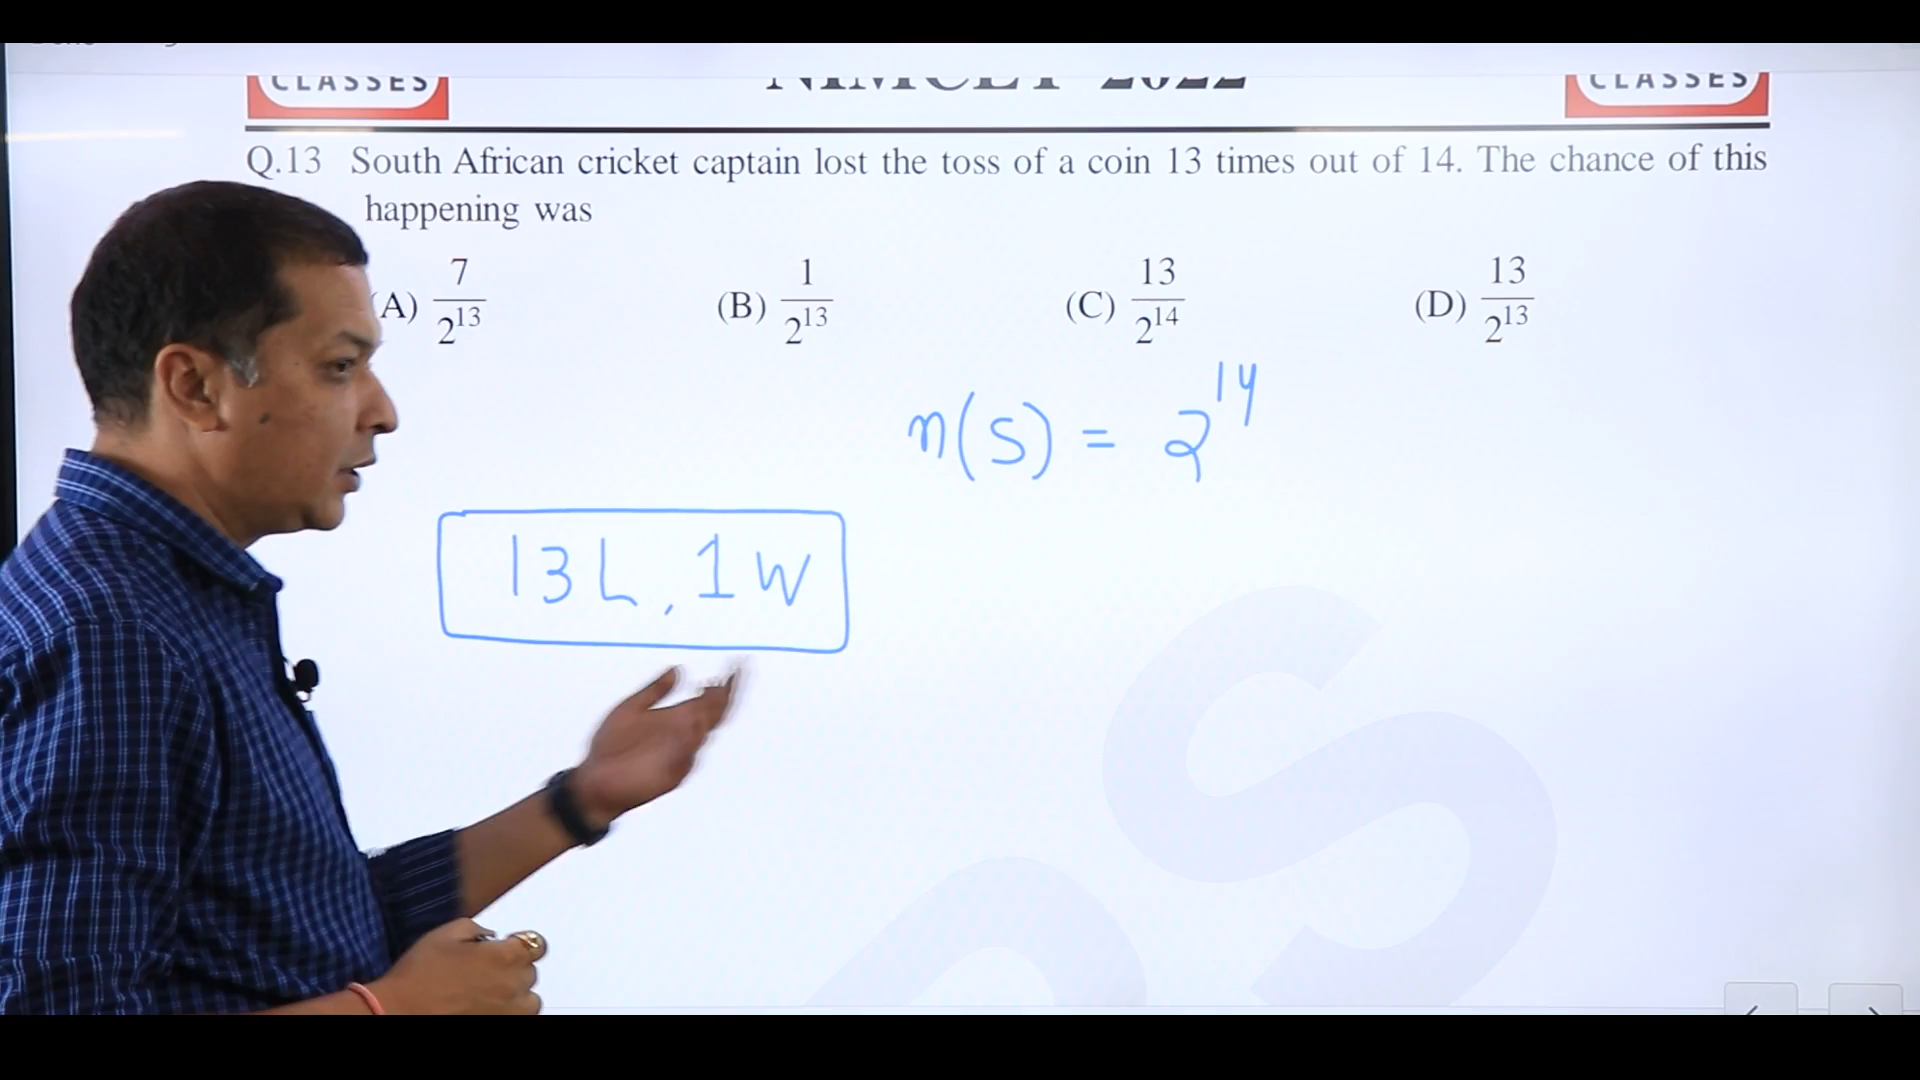 CLASSES NIMCET 2022 CLASSES
Q.13 South African cricket captain lost the toss of a coin 13 times out of 14. The chance of this
happening was
(A) 7/2^13 (B) 1/2^13 (C) 13/2^14 (D) 13/2^13
n(S) = 2^14
13L, 1W